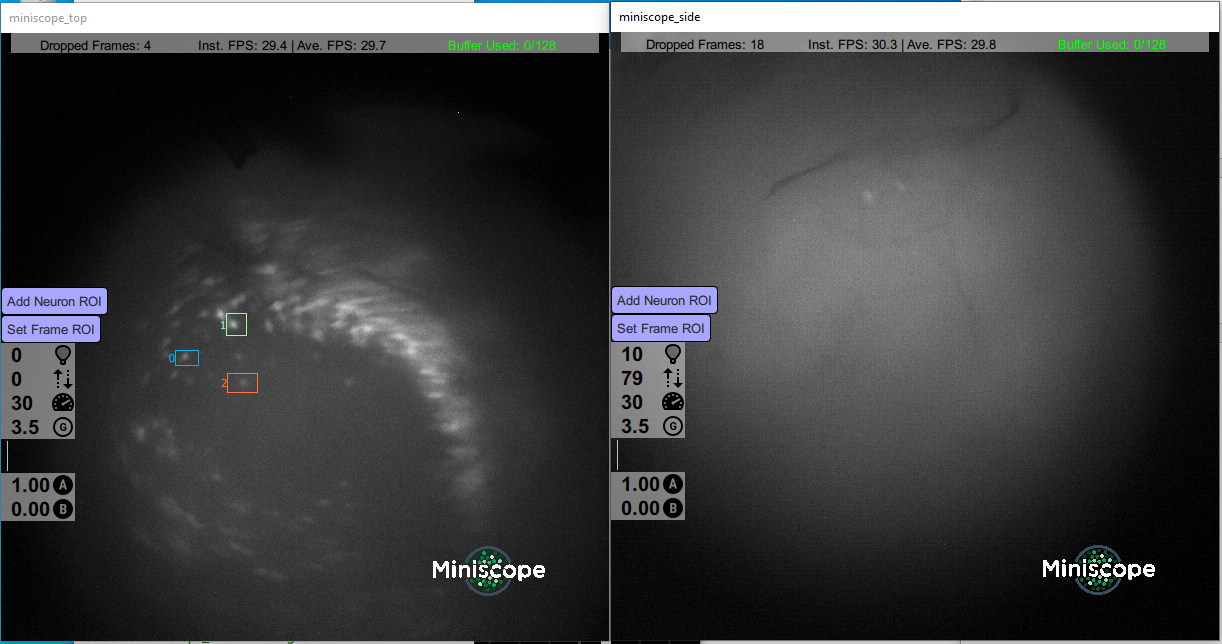 miniscope_top
Dropped Frames: 4
Inst. FPS: 29.4 | Ave. FPS: 29.7
Buffer Used: 0/128
Add Neuron ROI
Set Frame ROI
0
0
30
3.5 G
1.00 A
0.00 B
1
0
2
Miniscope
miniscope_side
Dropped Frames: 18
Inst. FPS: 30.3 | Ave. FPS: 29.8
Buffer Used: 0/128
Add Neuron ROI
Set Frame ROI
10
79
30
3.5 G
1.00 A
0.00 B
Miniscope